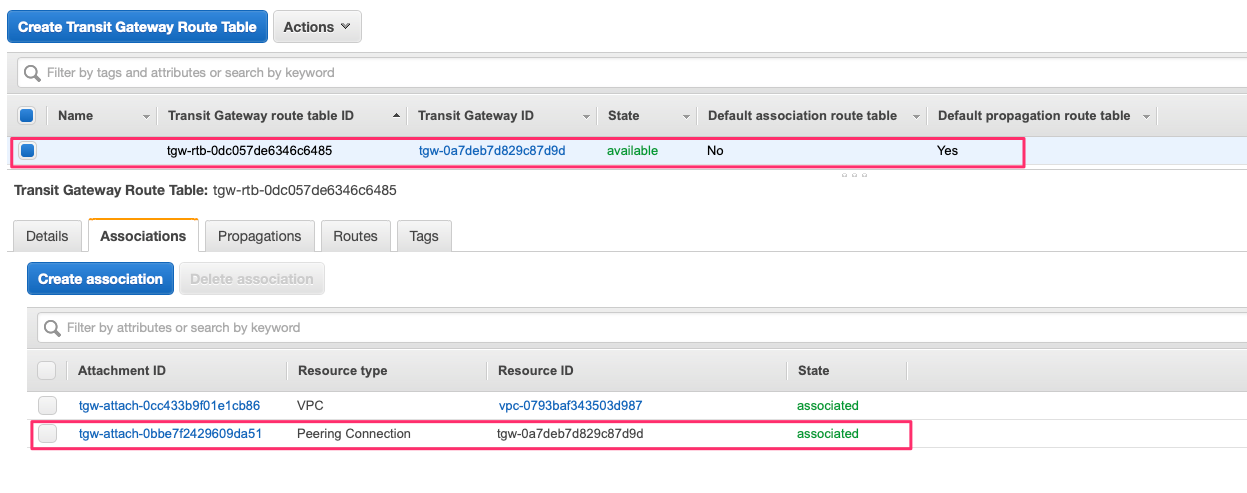 Create Transit Gateway Route Table Actions
Filter by tags and attributes or search by keyword
Name Transit Gateway route table ID Transit Gateway ID State Default association route table Default propagation route table
tgw-rtb-0dc057de6346c6485 tgw-0a7deb7d829c87d9d available No Yes
Transit Gateway Route Table: tgw-rtb-0dc057de6346c6485
Details Associations Propagations Routes Tags
Create association Delete association
Filter by attributes or search by keyword
Attachment ID Resource type Resource ID State
tgw-attach-0cc433b9f01e1cb86 VPC vpc-0793baf343503d987 associated
tgw-attach-0bbe7f2429609da51 Peering Connection tgw-0a7deb7d829c87d9d associated